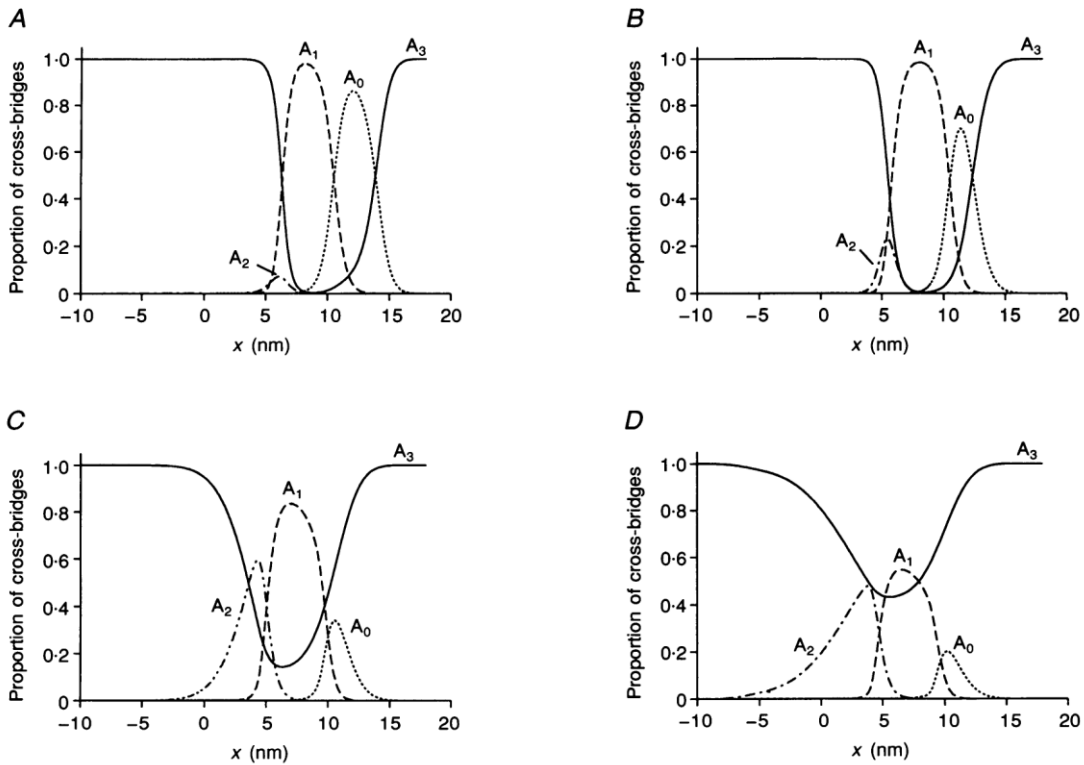 A
A₁
A₃
1·0
A₀
0·8
0·6
0·4
A₂
0·2
0
Proportion of cross-bridges
−10
−5
0
5
10
15
20
x (nm)
B
A₁
A₃
1·0
0·8
A₀
0·6
0·4
A₂
0·2
0
Proportion of cross-bridges
−10
−5
0
5
10
15
20
x (nm)
C
A₃
1·0
A₁
0·8
0·6
A₂
0·4
A₀
0·2
0
Proportion of cross-bridges
−10
−5
0
5
10
15
20
x (nm)
D
A₃
1·0
0·8
A₁
0·6
0·4
A₂
A₀
0·2
0
Proportion of cross-bridges
−10
−5
0
5
10
15
20
x (nm)